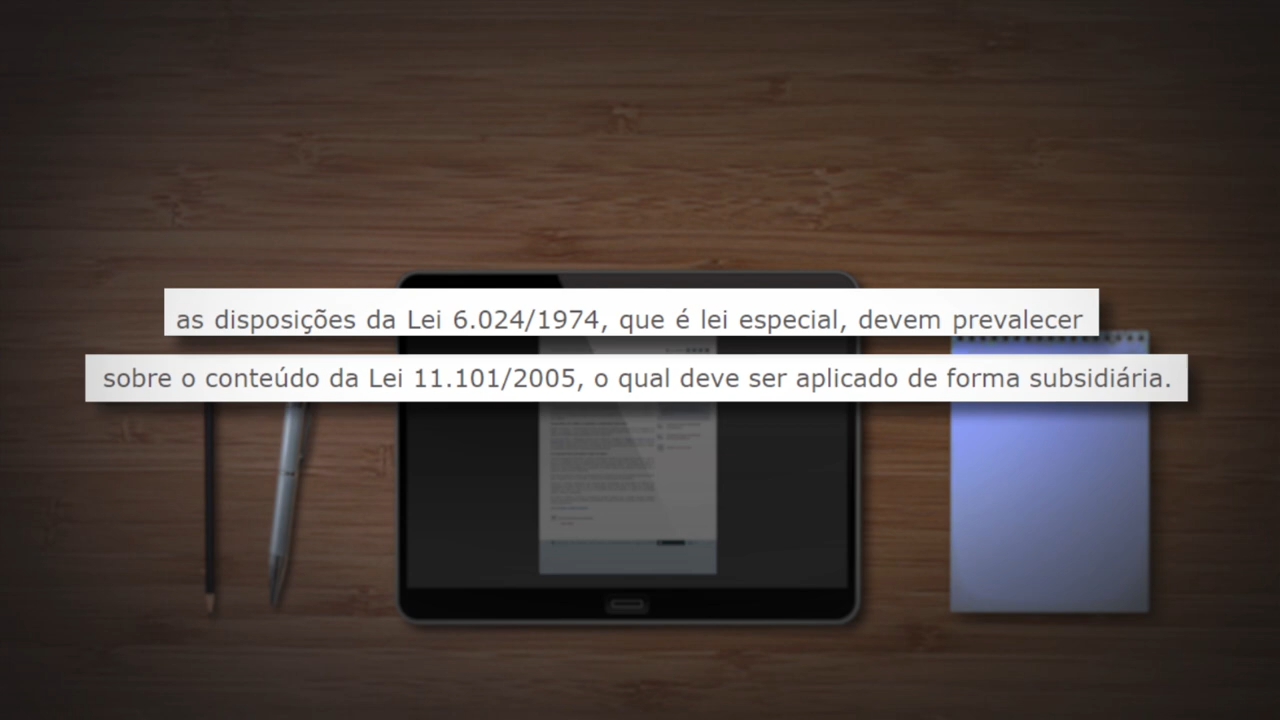 as disposições da Lei 6.024/1974, que é lei especial, devem prevalecer
sobre o conteúdo da Lei 11.101/2005, o qual deve ser aplicado de forma subsidiária.